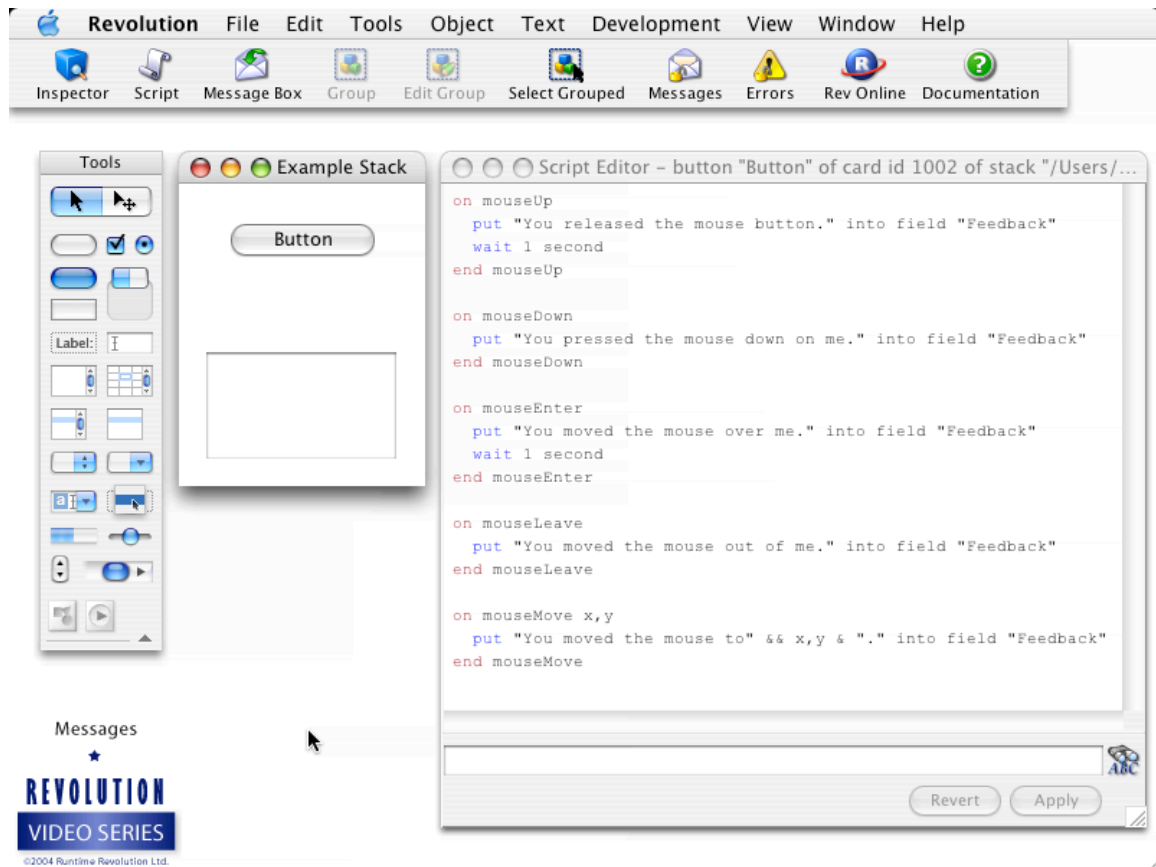 Revolution File Edit Tools Object Text Development View Window Help
Inspector Script Message Box Group Edit Group Select Grouped Messages Errors Rev Online Documentation
Tools
Label:
a
Example Stack
Button
Script Editor – button "Button" of card id 1002 of stack "/Users/...
on mouseUp
put "You released the mouse button." into field "Feedback"
wait 1 second
end mouseUp
on mouseDown
put "You pressed the mouse down on me." into field "Feedback"
end mouseDown
on mouseEnter
put "You moved the mouse over me." into field "Feedback"
wait 1 second
end mouseEnter
on mouseLeave
put "You moved the mouse out of me." into field "Feedback"
end mouseLeave
on mouseMove x,y
put "You moved the mouse to" && x,y & "." into field "Feedback"
end mouseMove
ABC
Revert Apply
Messages
REVOLUTION
VIDEO SERIES
©2004 Runtime Revolution Ltd.